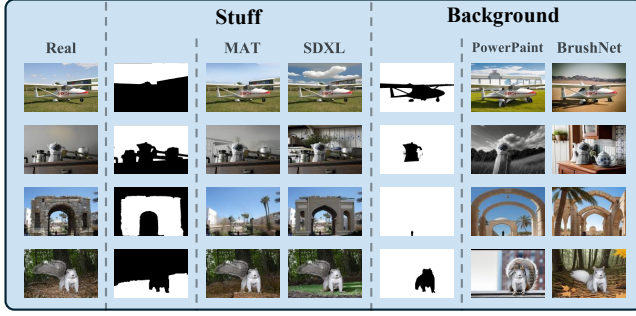 Stuff
Background
Real
MAT
SDXL
PowerPaint
BrushNet